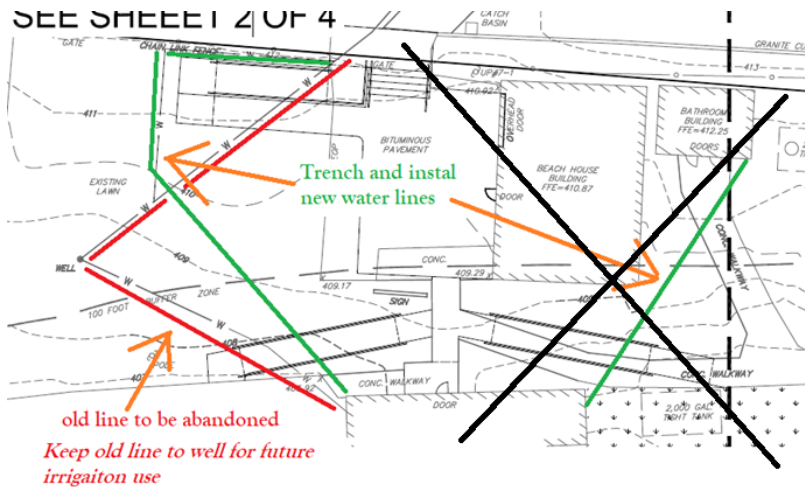 SEE SHEEET 2 OF 4
CATCH
BASIN
GATE
CHAIN LINK FENCE
412
GRANITE
413
GATE
410.92
411
W
OVERHEAD
DOOR
BATHROOM
BUILDING
FFE=412.25
DOORS
BITUMINOUS
PAVEMENT
BEACH HOUSE
BUILDING
FFE=410.87
TOP
Trench and instal
new water lines
EXISTING
LAWN
W
410
DOOR
W
CONC. WALKWAY
409
WELL
CONC.
409.29
W
409.17
100 FOOT BUFFER ZONE
SIGN
W
408
CONC. WALKWAY
CONC. WALKWAY
W
DOOR
2,000 GAL.
TIGHT TANK
old line to be abandoned
Keep old line to well for future
irrigaiton use